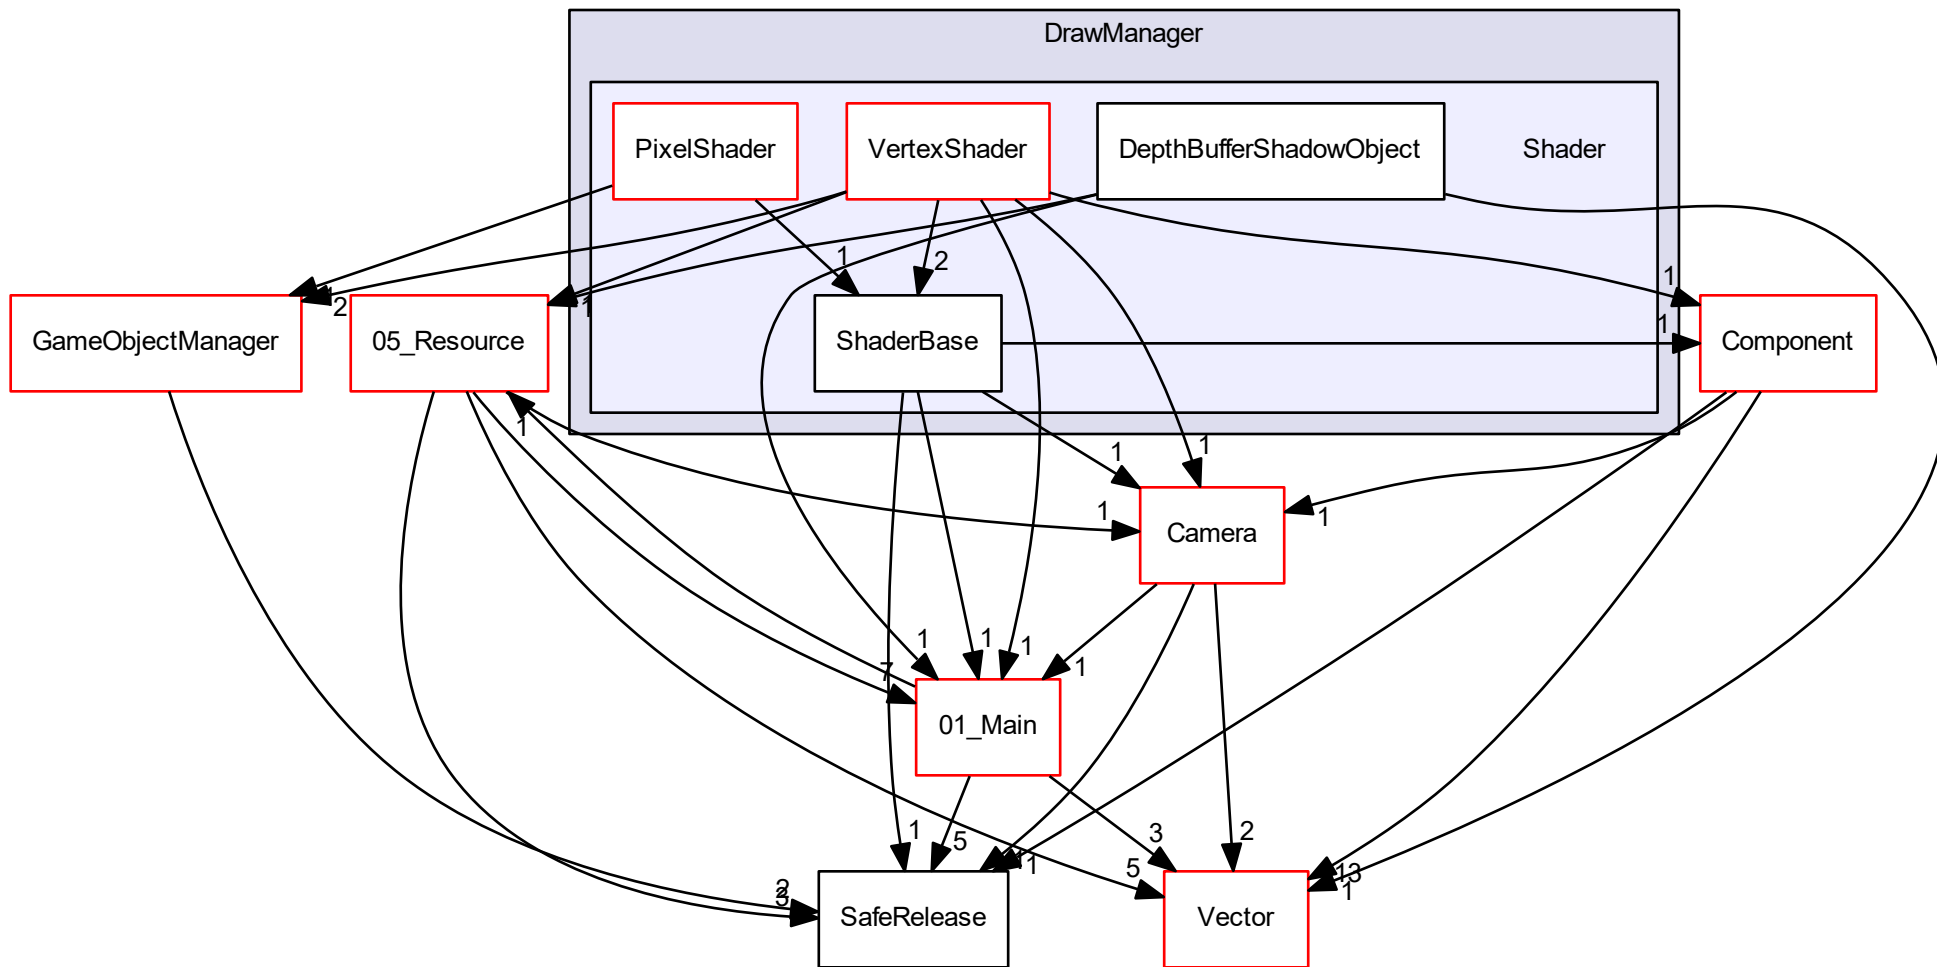 DrawManager
PixelShader
VertexShader
DepthBufferShadowObject
Shader
1
2
1
1
2
1
GameObjectManager
05_Resource
ShaderBase
Component
1
1
1
1
1
1
Camera
1
1
1
1
7
01_Main
1
5
3
2
5
1
13
1
2
3
SafeRelease
Vector